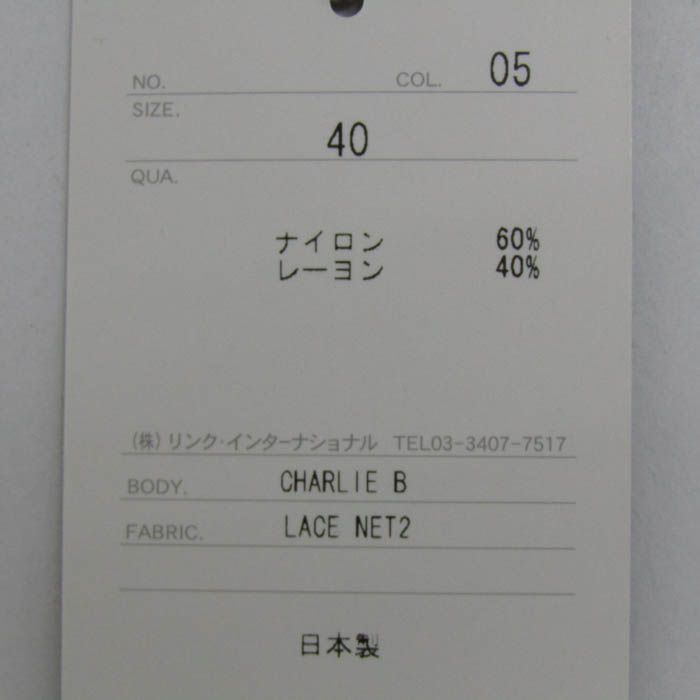 NO. COL. 05
SIZE.
40
QUA.
ナイロン 60%
レーヨン 40%
(株)リンク・インターナショナル TEL03-3407-7517
BODY. CHARLIE B
FABRIC. LACE NET2
日本製